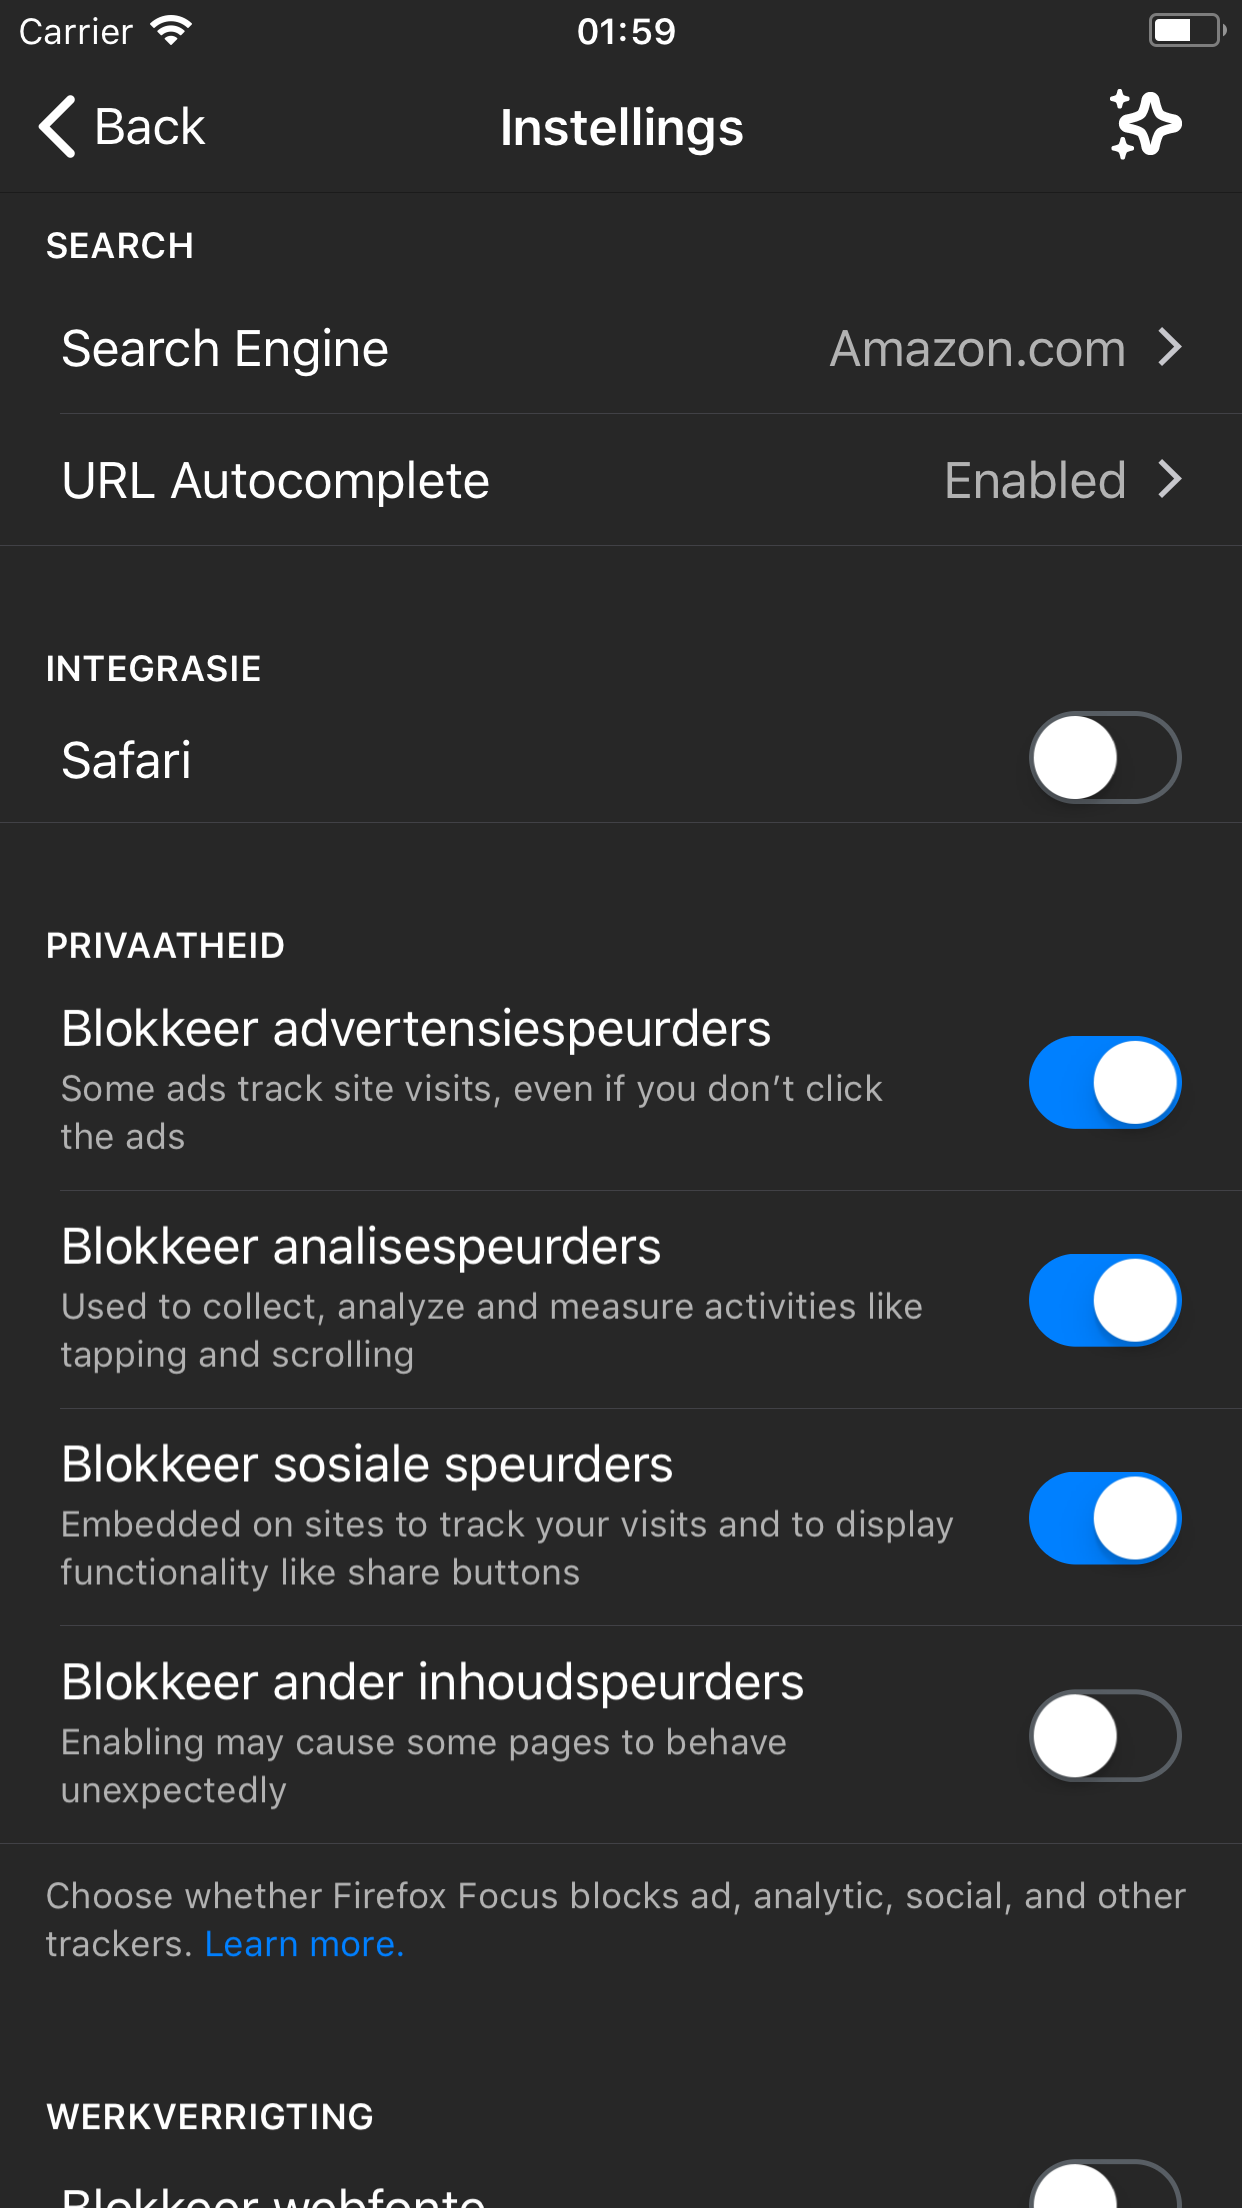 Carrier 01:59
Back Instellings
SEARCH
Search Engine Amazon.com
URL Autocomplete Enabled
INTEGRASIE
Safari
PRIVAATHEID
Blokkeer advertensiespeurders
Some ads track site visits, even if you don’t click
the ads
Blokkeer analisespeurders
Used to collect, analyze and measure activities like
tapping and scrolling
Blokkeer sosiale speurders
Embedded on sites to track your visits and to display
functionality like share buttons
Blokkeer ander inhoudspeurders
Enabling may cause some pages to behave
unexpectedly
Choose whether Firefox Focus blocks ad, analytic, social, and other
trackers. Learn more.
WERKVERRIGTING
Blokkeer webfonte